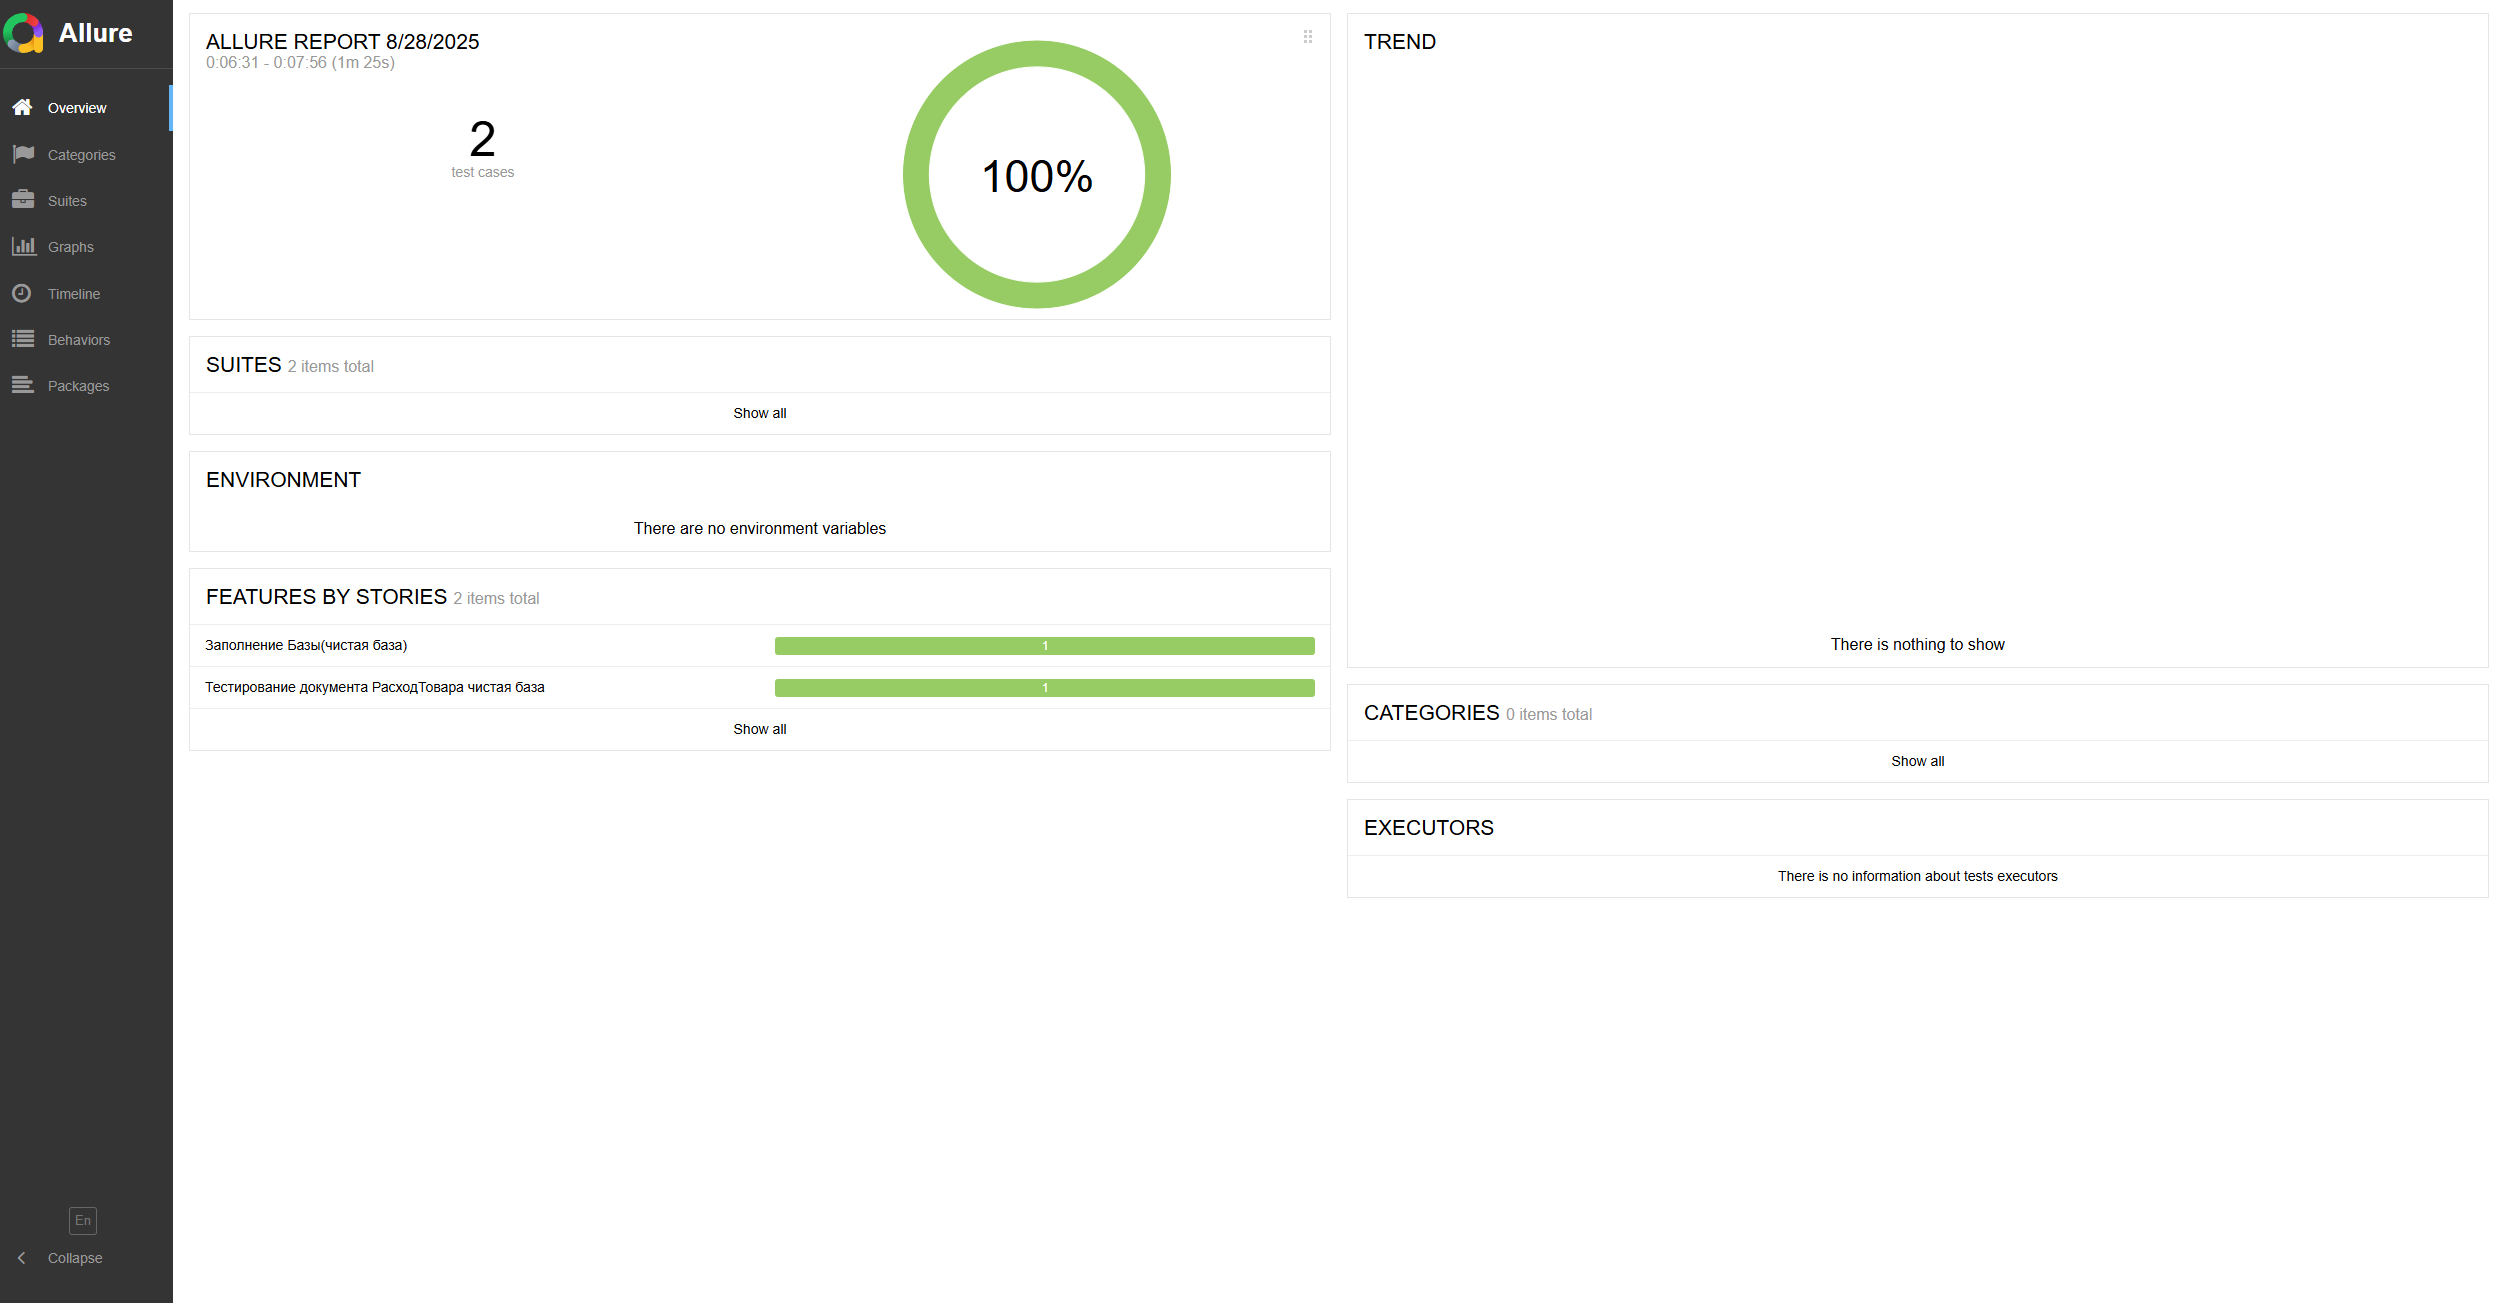 Allure
Overview
Categories
Suites
Graphs
Timeline
Behaviors
Packages
En
Collapse
ALLURE REPORT 8/28/2025
0:06:31 - 0:07:56 (1m 25s)
2
test cases
100%
SUITES 2 items total
Show all
ENVIRONMENT
There are no environment variables
FEATURES BY STORIES 2 items total
Заполнение Базы(чистая база) 1
Тестирование документа РасходТовара чистая база 1
Show all
TREND
There is nothing to show
CATEGORIES 0 items total
Show all
EXECUTORS
There is no information about tests executors